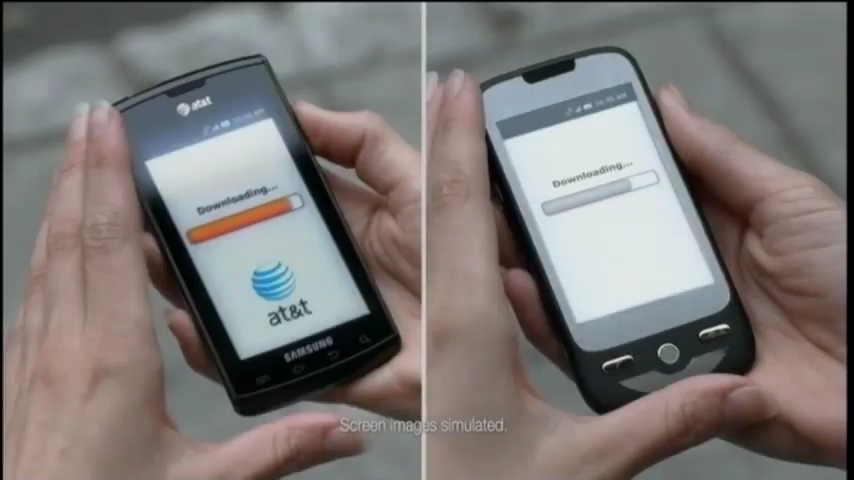 at&t
Downloading...
at&t
SAMSUNG
Downloading...
Screen images simulated.